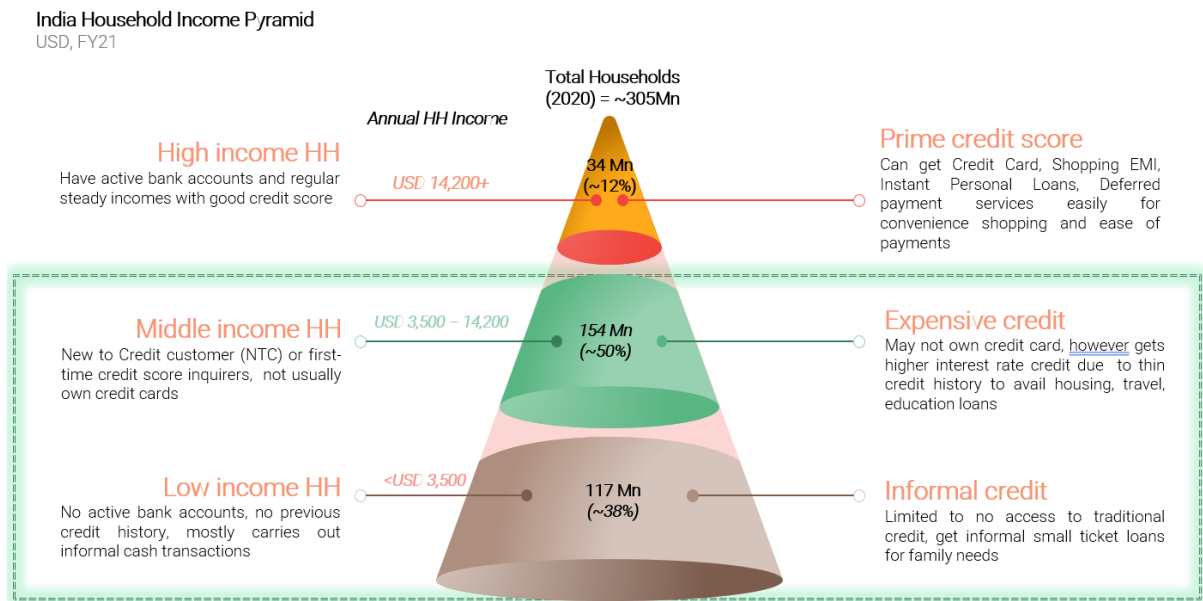 India Household Income Pyramid
USD, FY21
Total Households
(2020) = ~305Mn
Annual HH Income
High income HH
Have active bank accounts and regular
steady incomes with good credit score
USD 14,200+
34 Mn
(~12%)
Prime credit score
Can get Credit Card, Shopping EMI,
Instant Personal Loans, Deferred
payment services easily for
convenience shopping and ease of
payments
Middle income HH
New to Credit customer (NTC) or first-
time credit score inquirers, not usually
own credit cards
USD 3,500 – 14,200
154 Mn
(~50%)
Expensive credit
May not own credit card, however gets
higher interest rate credit due to thin
credit history to avail housing, travel,
education loans
Low income HH
No active bank accounts, no previous
credit history, mostly carries out
informal cash transactions
<USD 3,500
117 Mn
(~38%)
Informal credit
Limited to no access to traditional
credit, get informal small ticket loans
for family needs